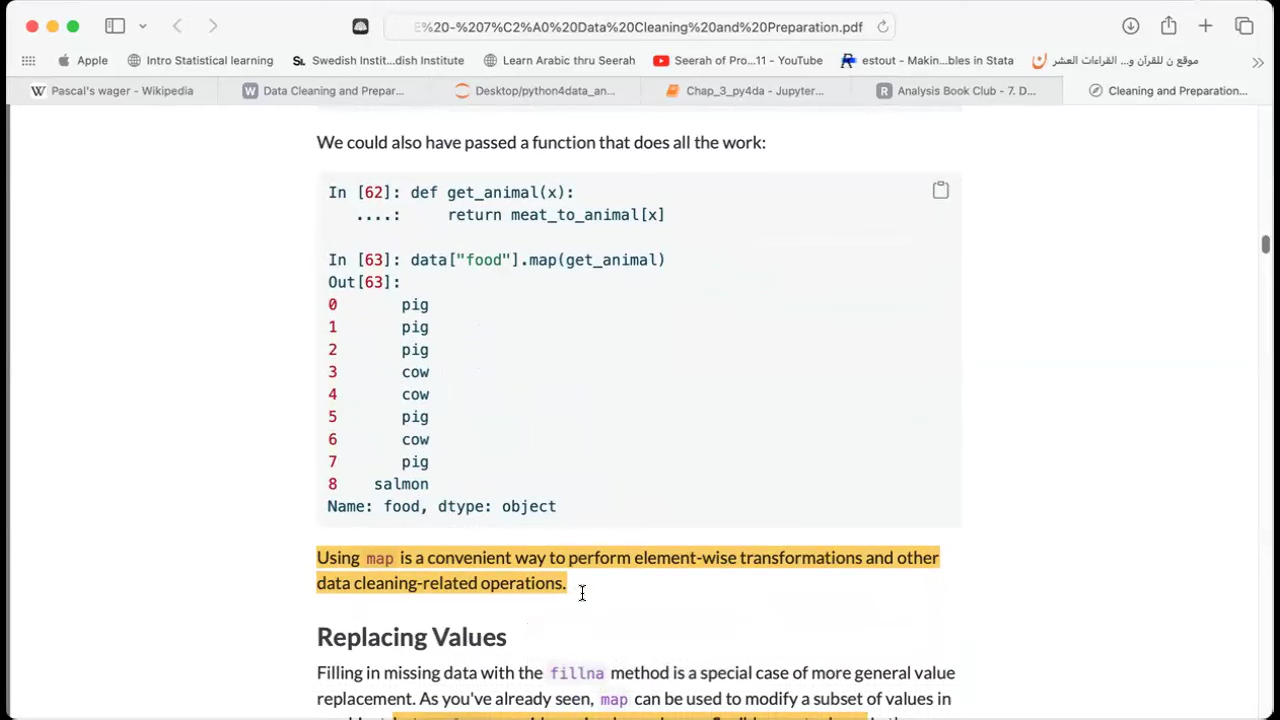 E%20-%207%C2%A0%20Data%20Cleaning%20and%20Preparation.pdf
Apple
Intro Statistical learning
Swedish Instit...dish Institute
Learn Arabic thru Seerah
Seerah of Pro...11 - YouTube
estout - Makin...bles in Stata
موقع ن للقرآن و... القراءات العشر
Pascal's wager - Wikipedia
Data Cleaning and Prepar...
Desktop/python4data_an...
Chap_3_py4da - Jupyter...
Analysis Book Club - 7. D...
Cleaning and Preparation...
We could also have passed a function that does all the work:
In [62]: def get_animal(x):
....: return meat_to_animal[x]
In [63]: data["food"].map(get_animal)
Out[63]:
0 pig
1 pig
2 pig
3 cow
4 cow
5 pig
6 cow
7 pig
8 salmon
Name: food, dtype: object
Using map is a convenient way to perform element-wise transformations and other
data cleaning-related operations.
Replacing Values
Filling in missing data with the fillna method is a special case of more general value
replacement. As you've already seen, map can be used to modify a subset of values in